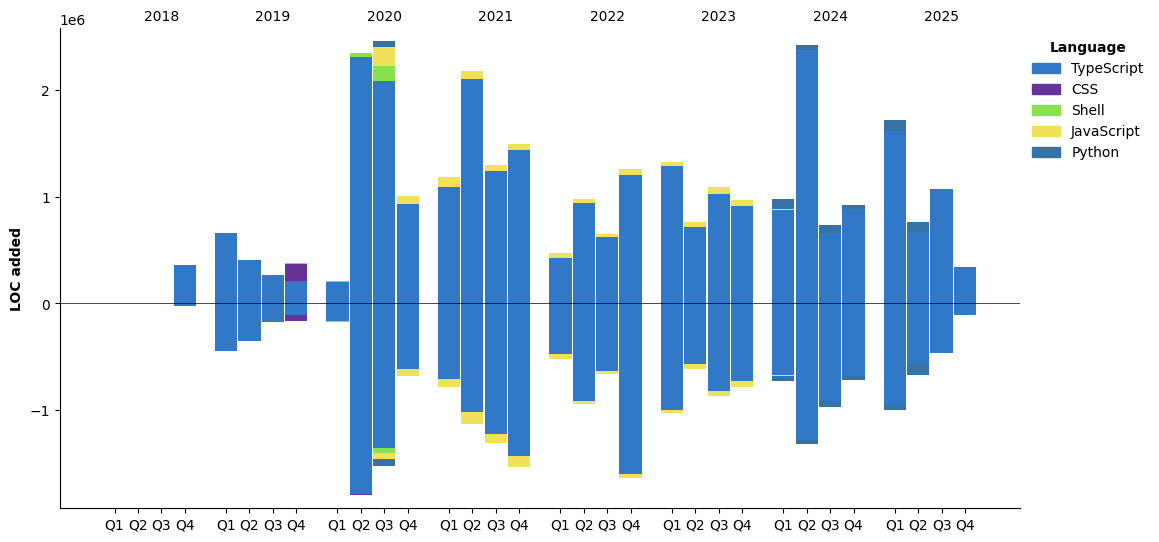 2018 2019 2020 2021 2022 2023 2024 2025
1e6
Language
TypeScript
CSS
Shell
JavaScript
Python
LOC added
2
1
0
−1
Q1 Q2 Q3 Q4 Q1 Q2 Q3 Q4 Q1 Q2 Q3 Q4 Q1 Q2 Q3 Q4 Q1 Q2 Q3 Q4 Q1 Q2 Q3 Q4 Q1 Q2 Q3 Q4 Q1 Q2 Q3 Q4